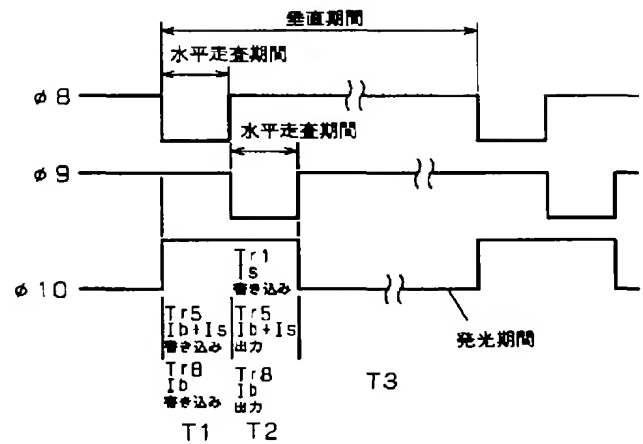 垂直期間
水平走査期間
φ8
水平走査期間
φ9
φ10
Tr1
Is
書き込み
Tr5
Ib+Is
書き込み
Tr5
Ib+Is
出力
発光期間
Tr8
Ib
書き込み
Tr8
Ib
出力
T3
T1
T2